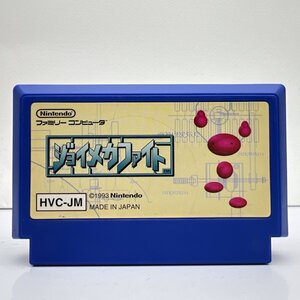 Nintendo
ファミリー コンピュータ
ジョイメカファイト
©1993 Nintendo
HVC-JM
MADE IN JAPAN